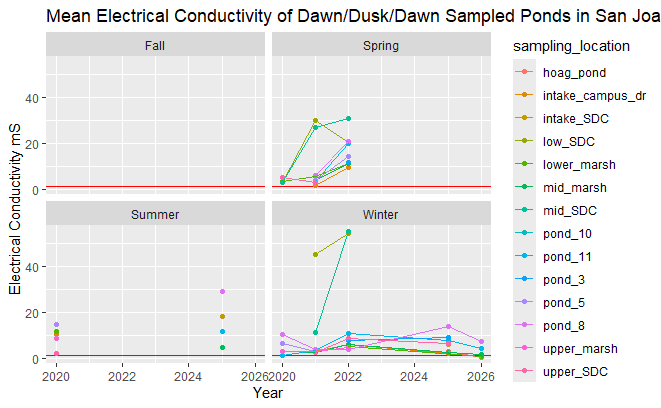 Mean Electrical Conductivity of Dawn/Dusk/Dawn Sampled Ponds in San Joa
Fall
Spring
40
20
0
Summer
Winter
40
20
0
2020
2022
2024
2026
2020
2022
2024
2026
Year
Electrical Conductivity mS
sampling_location
hoag_pond
intake_campus_dr
intake_SDC
low_SDC
lower_marsh
mid_marsh
mid_SDC
pond_10
pond_11
pond_3
pond_5
pond_8
upper_marsh
upper_SDC